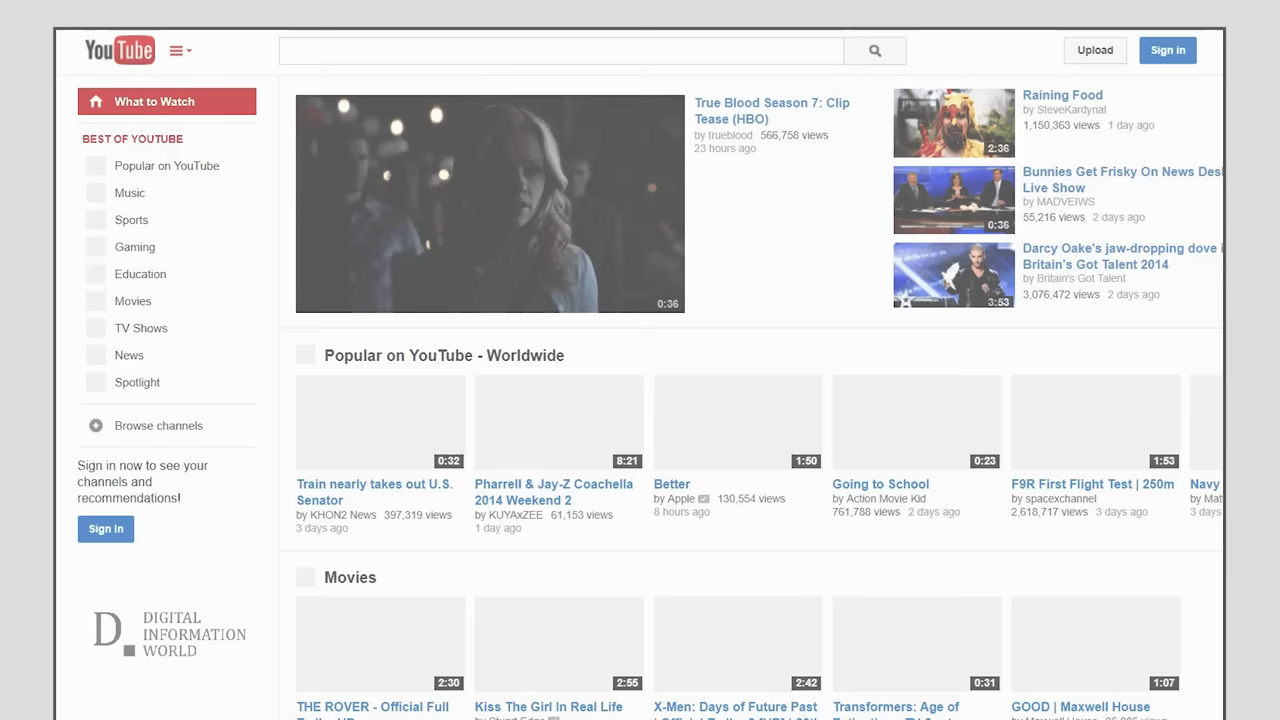 YouTube
Upload
Sign in
What to Watch
BEST OF YOUTUBE
Popular on YouTube
Music
Sports
Gaming
Education
Movies
TV Shows
News
Spotlight
Browse channels
Sign in now to see your
channels and
recommendations!
Sign In
DIGITAL
INFORMATION
WORLD
D.
0:36
True Blood Season 7: Clip
Tease (HBO)
by trueblood 566,758 views
23 hours ago
2:36
Raining Food
by SteveKardynal
1,150,363 views 1 day ago
0:36
Bunnies Get Frisky On News Des
Live Show
by MADVEIWS
55,216 views 2 days ago
3:53
Darcy Oake's jaw-dropping dove
Britain's Got Talent 2014
by Britain's Got Talent
3,076,472 views 2 days ago
Popular on YouTube - Worldwide
0:32
Train nearly takes out U.S.
Senator
by KHON2 News 397,319 views
3 days ago
8:21
Pharrell & Jay-Z Coachella
2014 Weekend 2
by KUYAxZEE 61,153 views
1 day ago
1:50
Better
by Apple 130,554 views
8 hours ago
0:23
Going to School
by Action Movie Kid
761,788 views 2 days ago
1:53
F9R First Flight Test | 250m
by spacexchannel
2,618,717 views 3 days ago
Navy
by Mat
3 days
Movies
2:30
THE ROVER - Official Full
2:55
Kiss The Girl In Real Life
2:42
X-Men: Days of Future Past
0:31
Transformers: Age of
1:07
GOOD | Maxwell House